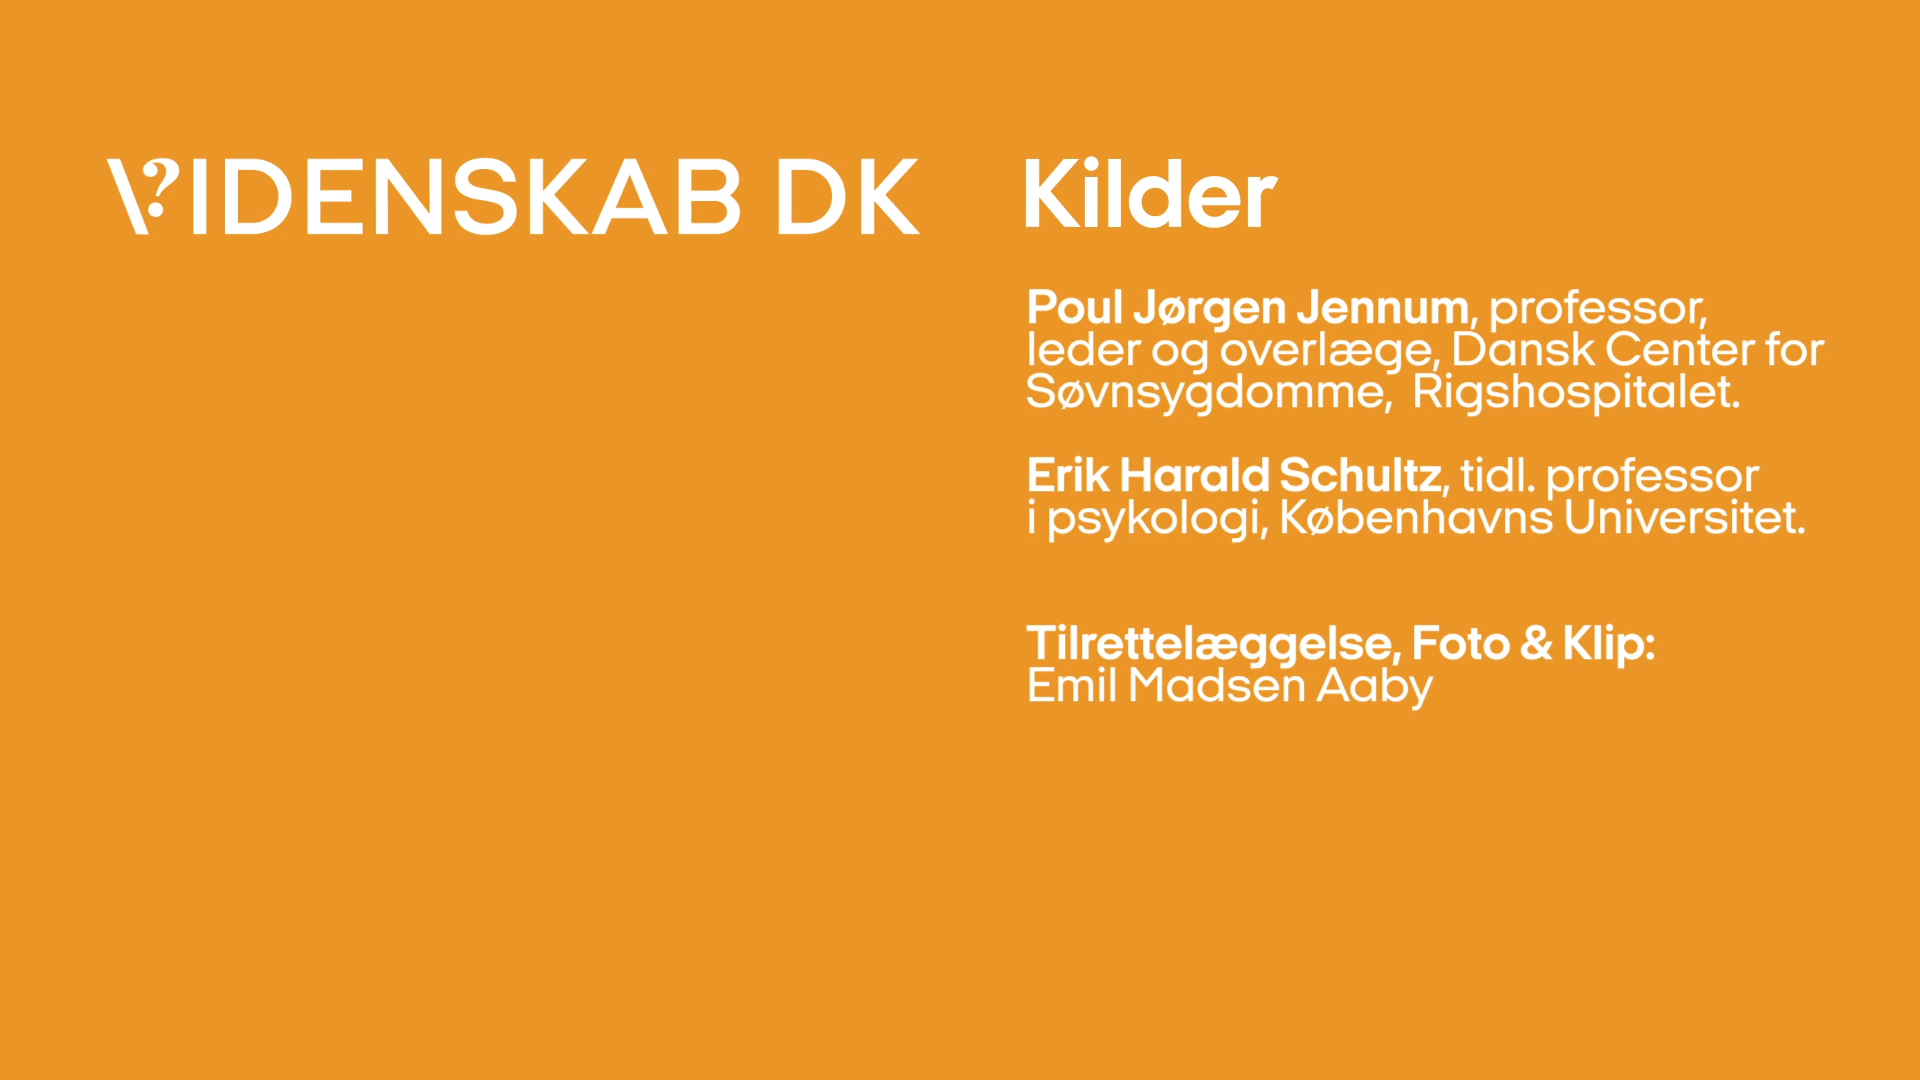 VIDENSKAB DK
Kilder
Poul Jørgen Jennum, professor,
leder og overlæge, Dansk Center for
Søvnsygdomme, Rigshospitalet.
Erik Harald Schultz, tidl. professor
i psykologi, Københavns Universitet.
Tilrettelæggelse, Foto & Klip:
Emil Madsen Aaby